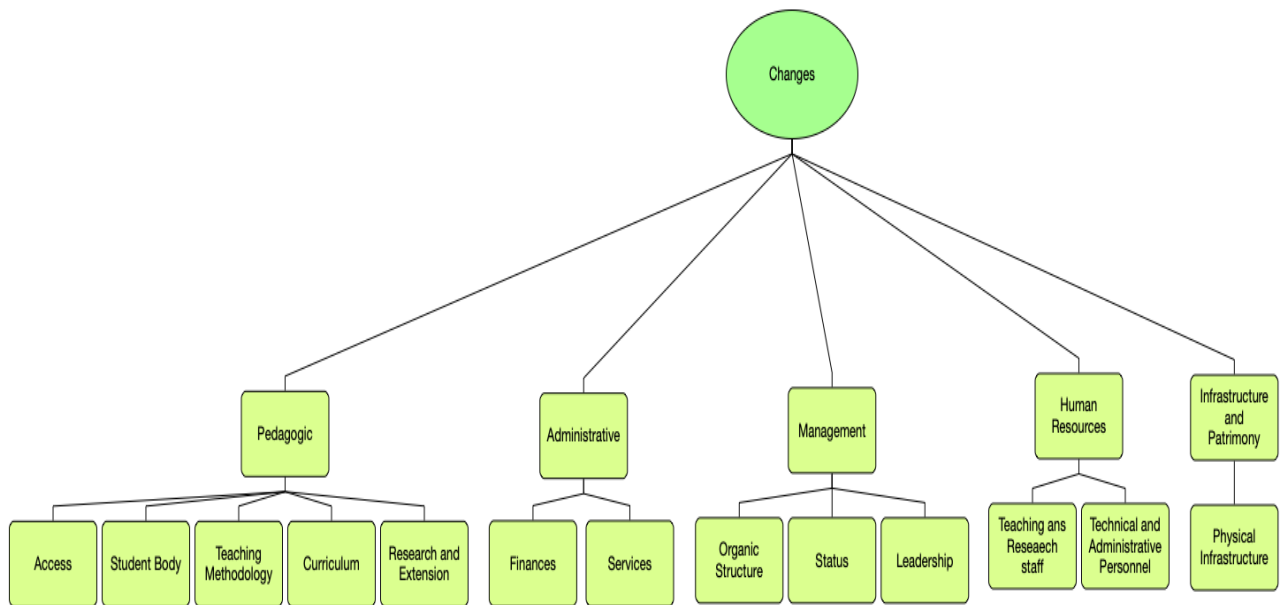 Changes
Pedagogic
Administrative
Management
Human
Resources
Infrastructure
and
Patrimony
Access
Student Body
Teaching
Methodology
Curriculum
Research and
Extension
Finances
Services
Organic
Structure
Status
Leadership
Teaching ans
Reseaech
staff
Technical and
Administrative
Personnel
Physical
Infrastructure